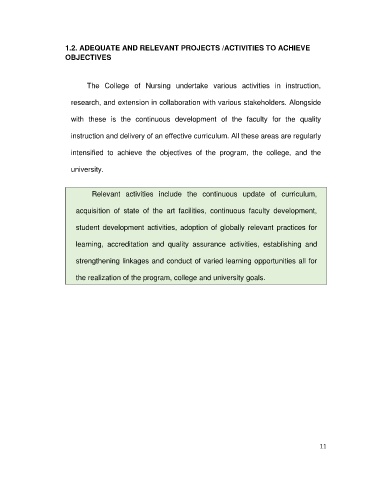 1.2. ADEQUATE AND RELEVANT PROJECTS /ACTIVITIES TO ACHIEVE
OBJECTIVES
The College of Nursing undertake various activities in instruction,
research, and extension in collaboration with various stakeholders. Alongside
with these is the continuous development of the faculty for the quality
instruction and delivery of an effective curriculum. All these areas are regularly
intensified to achieve the objectives of the program, the college, and the
university.
Relevant activities include the continuous update of curriculum,
acquisition of state of the art facilities, continuous faculty development,
student development activities, adoption of globally relevant practices for
learning, accreditation and quality assurance activities, establishing and
strengthening linkages and conduct of varied learning opportunities all for
the realization of the program, college and university goals.
11